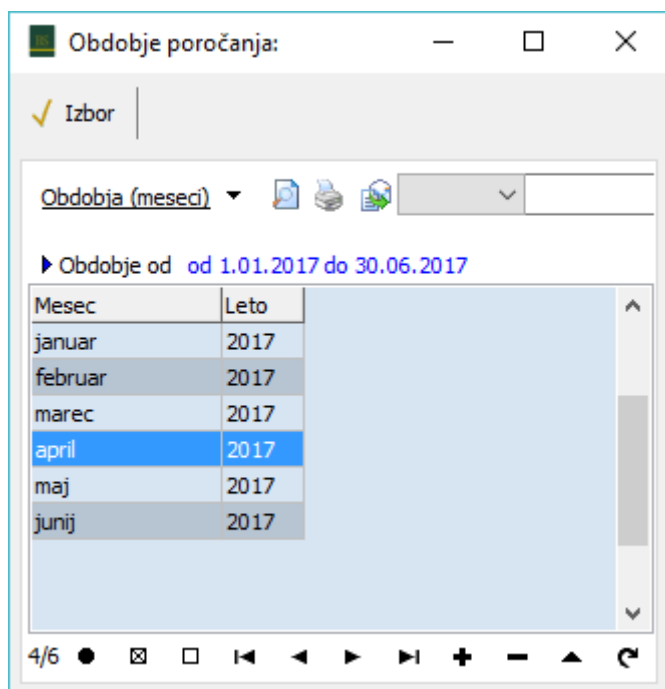 Obdobje poročanja:
Izbor
Obdobja (meseci)
Obdobje od od 1.01.2017 do 30.06.2017
Mesec Leto
januar 2017
februar 2017
marec 2017
april 2017
maj 2017
junij 2017
4/6